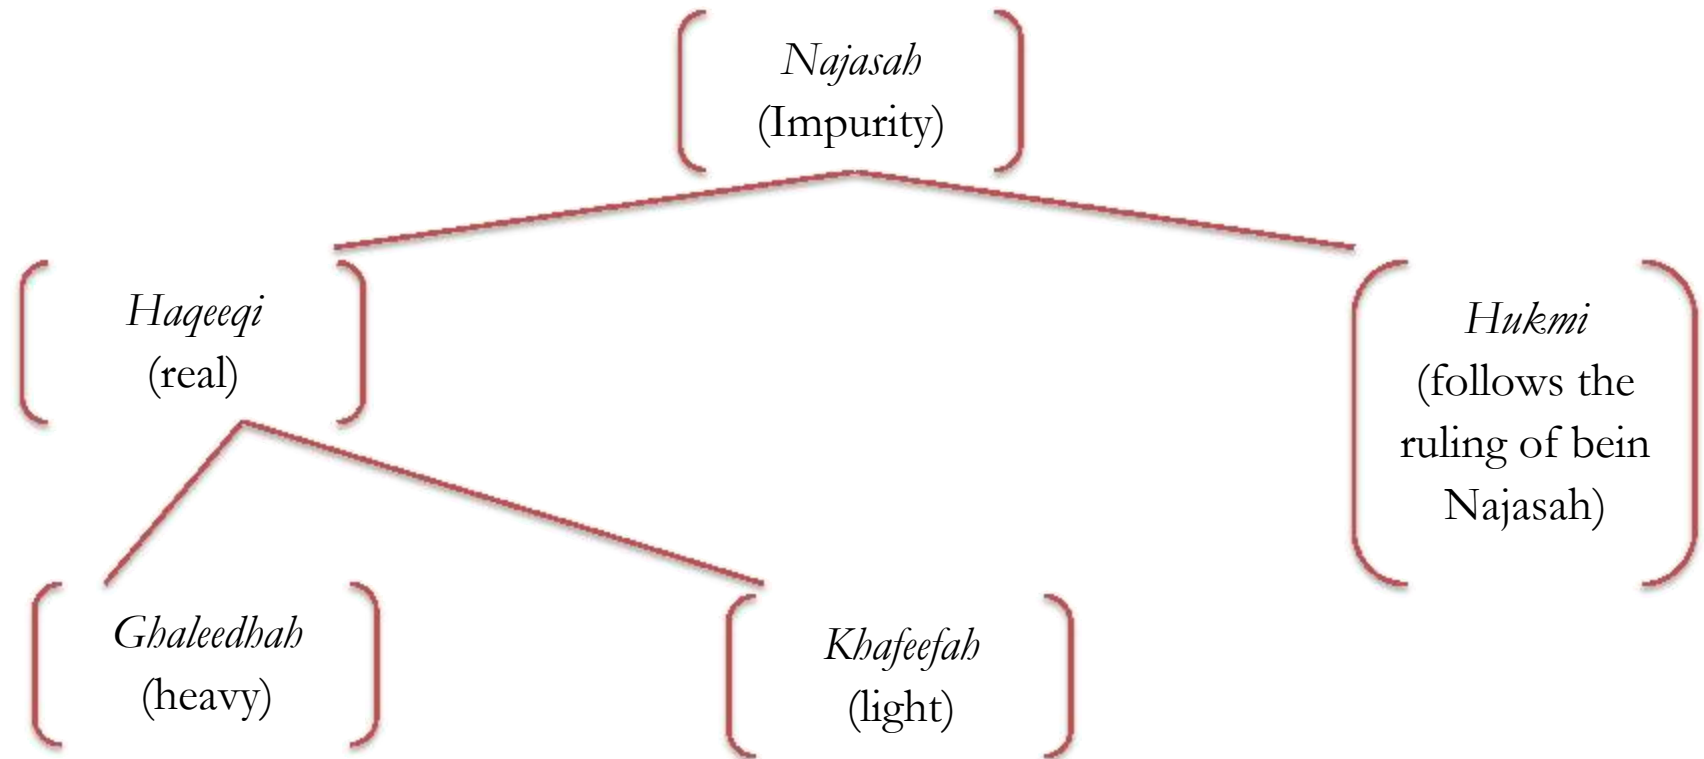 Najasah
(Impurity)
Haqeeqi
(real)
Hukmi
(follows the
ruling of bein
Najasah)
Ghaleedhah
(heavy)
Khafeefah
(light)